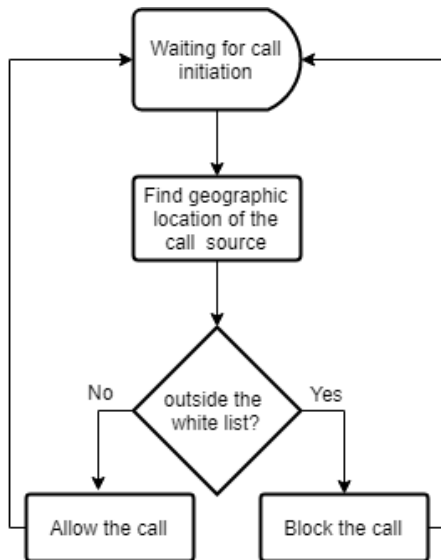 Waiting for call
initiation
Find geographic
location of the
call source
outside the
white list?
No
Yes
Allow the call
Block the call